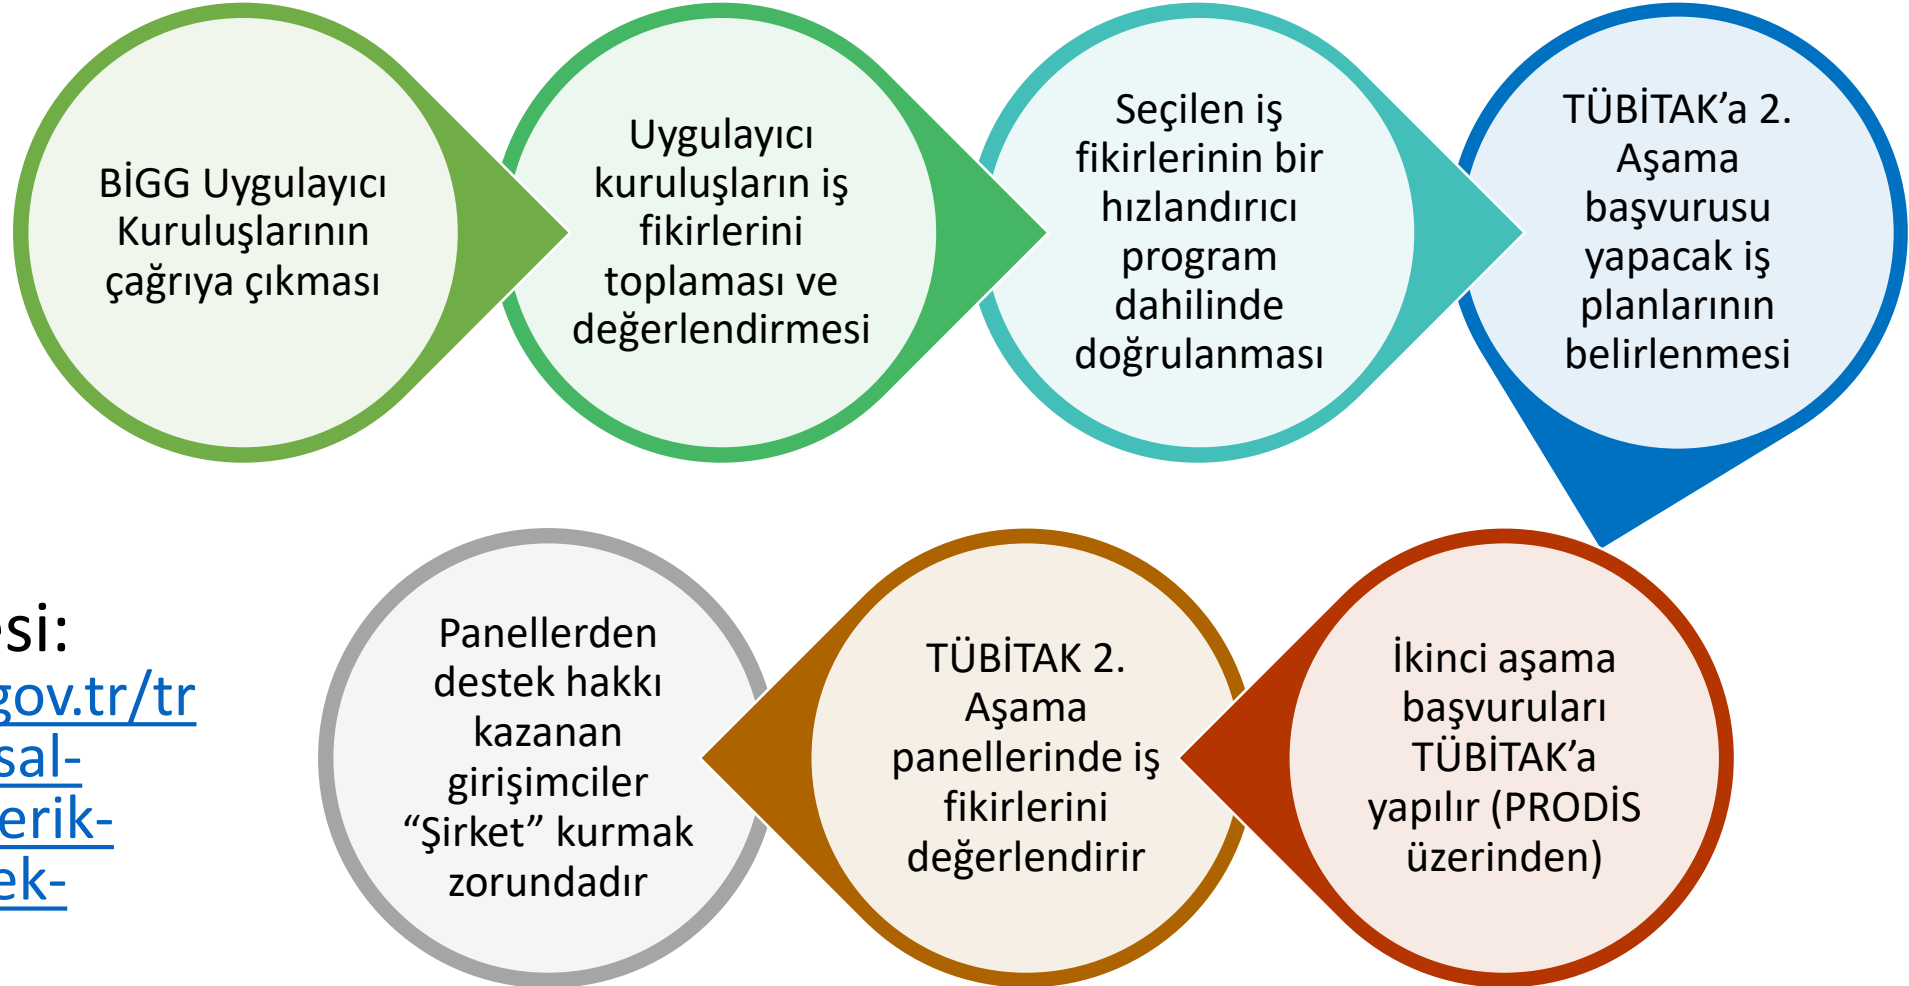 BİGG Uygulayıcı
Kuruluşlarının
çağrıya çıkması
Uygulayıcı
kuruluşların iş
fikirlerini
toplaması ve
değerlendirmesi
Seçilen iş
fikirlerinin bir
hızlandırıcı
program
dahilinde
doğrulanması
TÜBİTAK’a 2.
Aşama
başvurusu
yapacak iş
planlarının
belirlenmesi
İkinci aşama
başvuruları
TÜBİTAK’a
yapılır (PRODİS
üzerinden)
TÜBİTAK 2.
Aşama
panellerinde iş
fikirlerini
değerlendirir
Panellerden
destek hakkı
kazanan
girişimciler
“Şirket” kurmak
zorundadır
esi:
gov.tr/tr
sal-
erik-
ek-